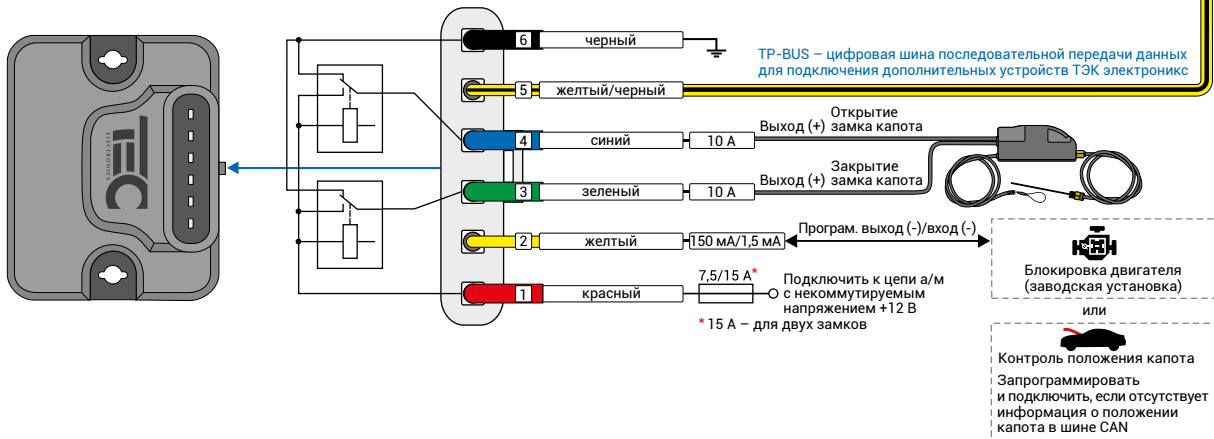 TEC
ELECTRONICS
6 черный
TP-BUS – цифровая шина последовательной передачи данных
для подключения дополнительных устройств ТЭК электроникс
5 желтый/черный
4 синий 10 А
Выход (+) Открытие
замка капота
3 зеленый 10 А
Выход (+) Закрытие
замка капота
2 желтый 150 мА/1,5 мА
Програм. выход (-)/вход (-)
Блокировка двигателя
(заводская установка)
или
1 красный
7,5/15 А*
Подключить к цепи а/м
с некоммутируемым
напряжением +12 В
* 15 А – для двух замков
Контроль положения капота
Запрограммировать
и подключить, если отсутствует
информация о положении
капота в шине CAN